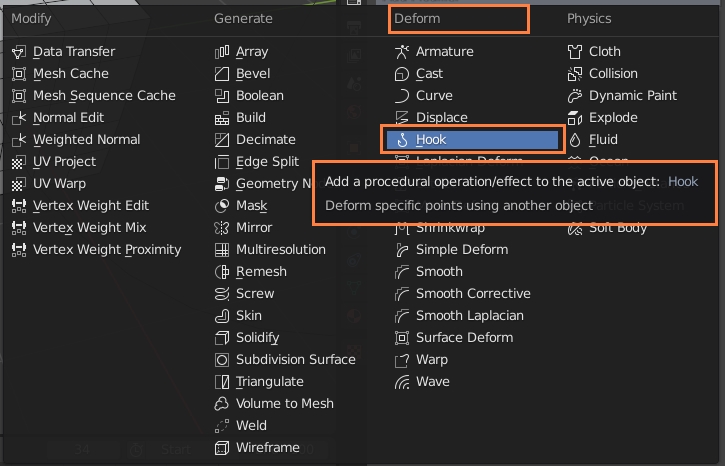 Modify
Data Transfer
Mesh Cache
Mesh Sequence Cache
Normal Edit
Weighted Normal
UV Project
UV Warp
Vertex Weight Edit
Vertex Weight Mix
Vertex Weight Proximity
Generate
Array
Bevel
Boolean
Build
Decimate
Edge Split
Geometry N
Mask
Mirror
Multiresolution
Remesh
Screw
Skin
Solidify
Subdivision Surface
Triangulate
Volume to Mesh
Weld
Wireframe
Deform
Armature
Cast
Curve
Displace
Hook
Laplacian Deform
Add a procedural operation/effect to the active object: Hook
Deform specific points using another object
Shrinkwrap
Simple Deform
Smooth
Smooth Corrective
Smooth Laplacian
Surface Deform
Warp
Wave
Physics
Cloth
Collision
Dynamic Paint
Explode
Fluid
Ocean
Particle System
Soft Body
34
Start